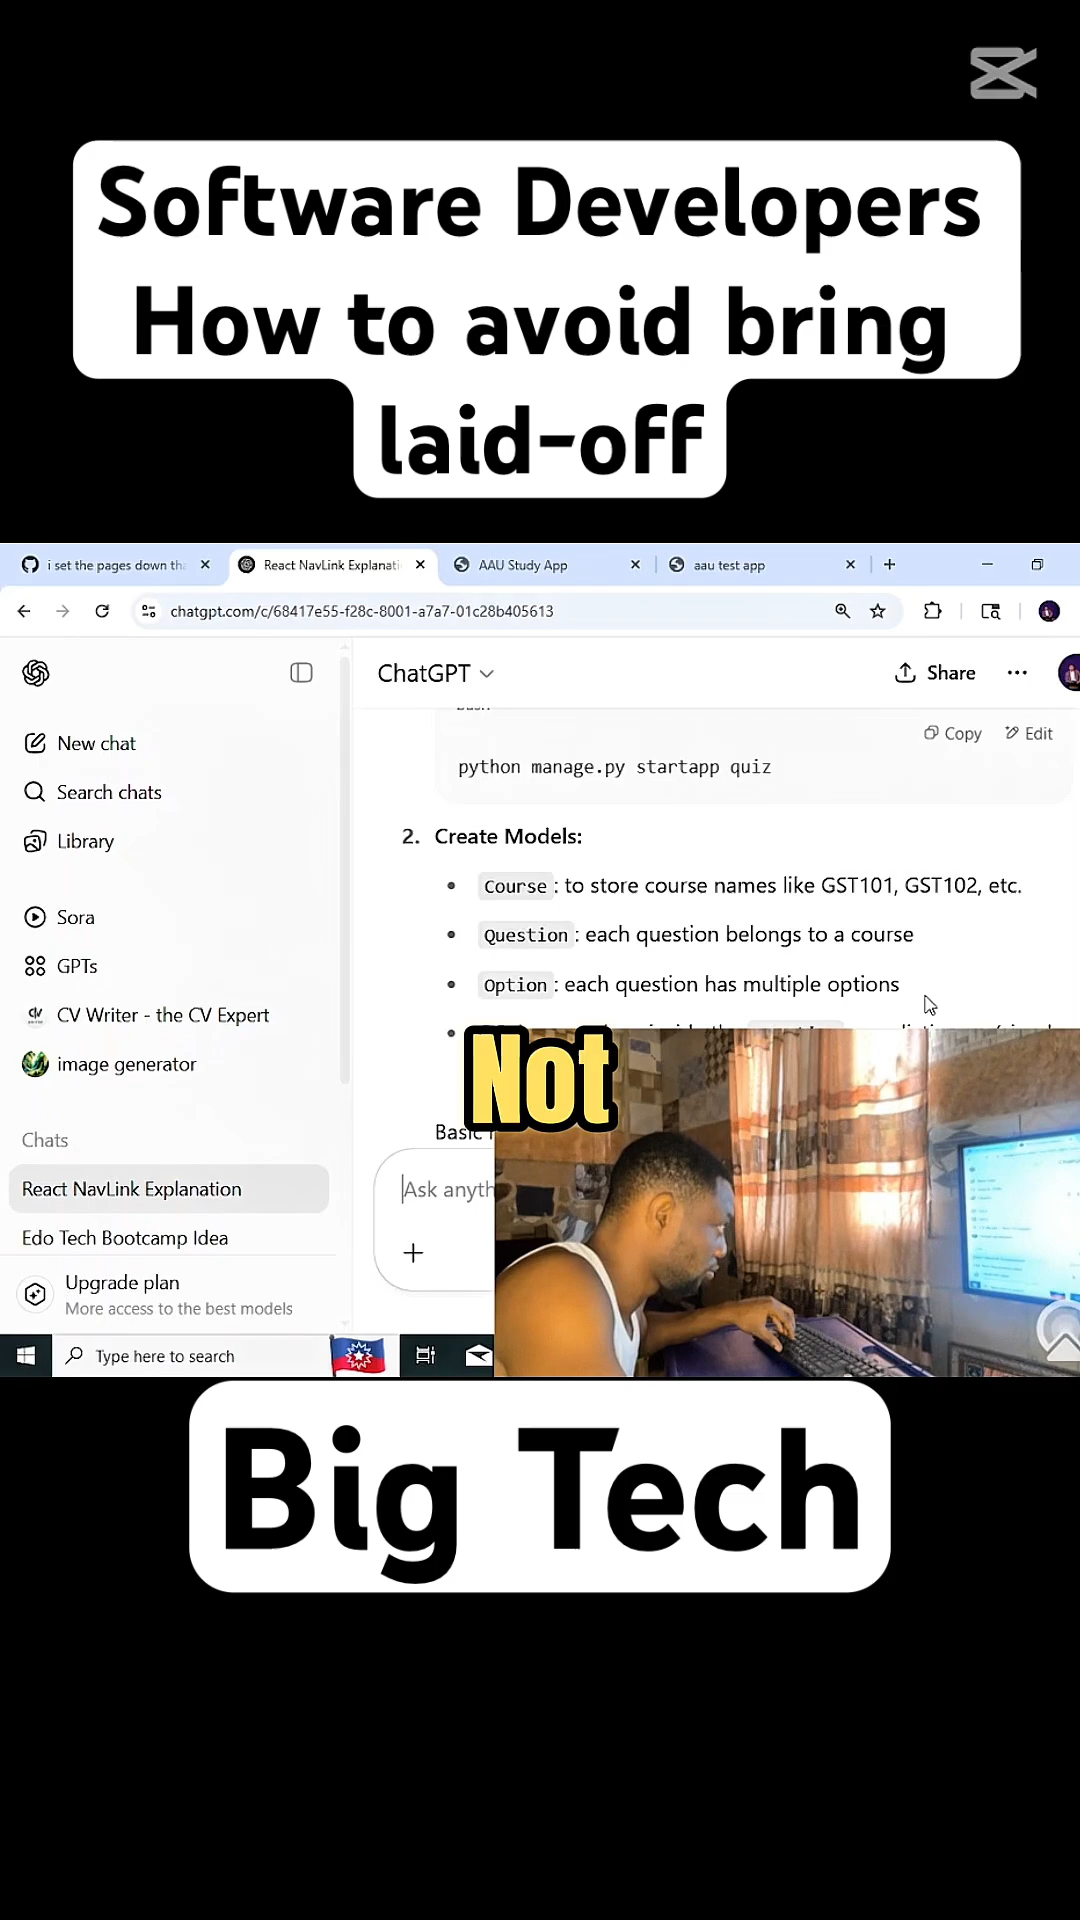 Software Developers
How to avoid bring
laid-off
i set the pages down tha
React NavLink Explanati
AAU Study App
aau test app
chatgpt.com/c/68417e55-f28c-8001-a7a7-01c28b405613
ChatGPT
Share
New chat
Search chats
Library
Sora
GPTs
CV Writer - the CV Expert
image generator
Chats
React NavLink Explanation
Edo Tech Bootcamp Idea
Upgrade plan
More access to the best models
Copy
Edit
python manage.py startapp quiz
2. Create Models:
Course : to store course names like GST101, GST102, etc.
Question : each question belongs to a course
Option : each question has multiple options
Not
Basic
Ask anyth
Type here to search
Big Tech